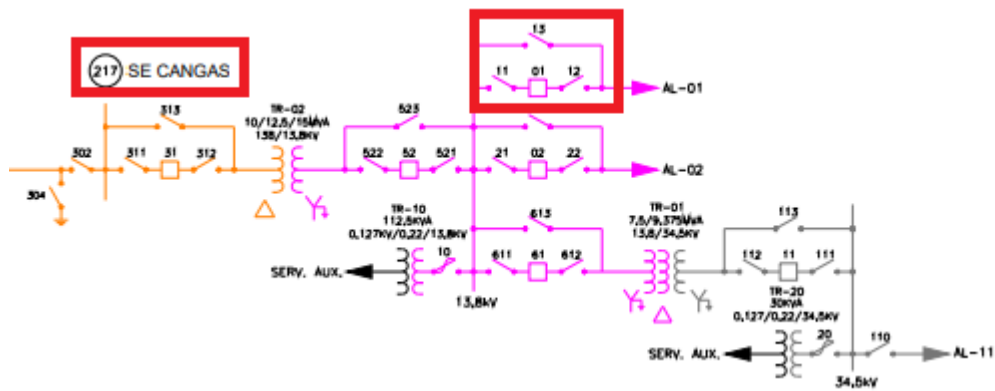 217 SE CANGAS
13
11 01 12
AL-01
313
TR-02
10/12,5/15MVA
138/13,8kV
523
302 311 31 312
522 52 521 21 02 22
AL-02
304
TR-10
112,5KVA
0,127KV/0,22/13,8KV
613
TR-01
7,5/9,375MVA
13,8/34,5KV
113
SERV. AUX.
10 611 61 612
112 11 111
13,8kV
TR-20
30KVA
0,127/0,22/34,5KV
SERV. AUX.
20 110
AL-11
34,5kV